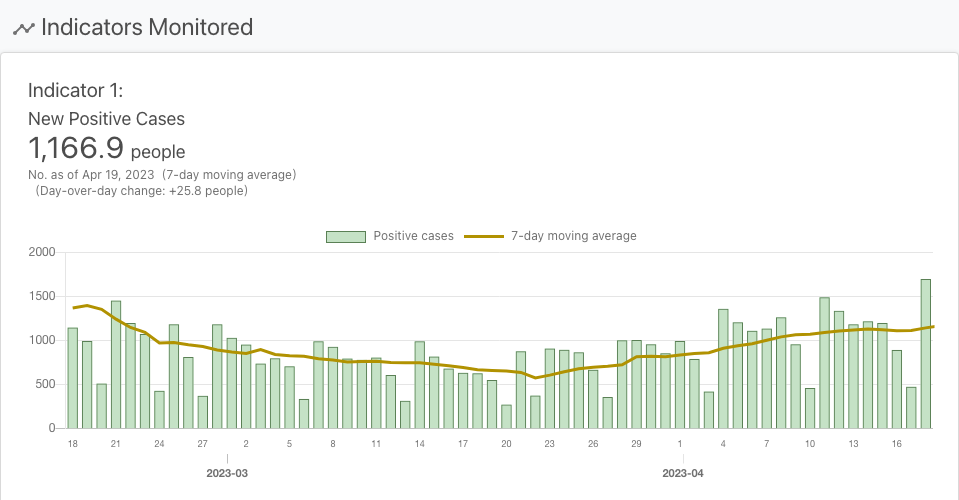 Indicators Monitored
Indicator 1:
New Positive Cases
1,166.9 people
No. as of Apr 19, 2023 (7-day moving average)
(Day-over-day change: +25.8 people)
Positive cases 7-day moving average
2000
1500
1000
500
0
18 21 24 27 2 5 8 11 14 17 20 23 26 29 1 4 7 10 13 16
2023-03 2023-04